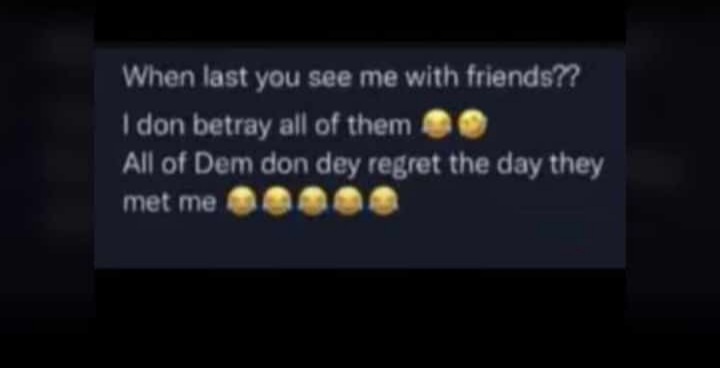 When last you see me with friends??
I don betray all of them 😂🤣
All of Dem don dey regret the day they
met me 😂😂😂😂😂